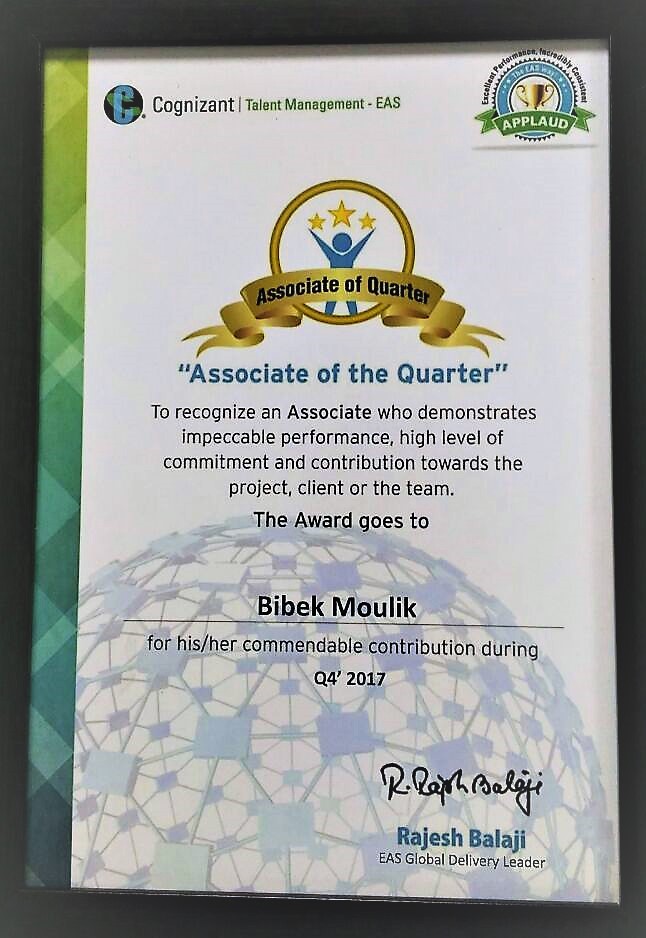 Cognizant | Talent Management - EAS
Excellent Performance, Incredibly Consistent
The EAS way!
APPLAUD
Associate of Quarter
“Associate of the Quarter”
To recognize an Associate who demonstrates
impeccable performance, high level of
commitment and contribution towards the
project, client or the team.
The Award goes to
Bibek Moulik
for his/her commendable contribution during
Q4’ 2017
R. Rajesh Balaji
Rajesh Balaji
EAS Global Delivery Leader